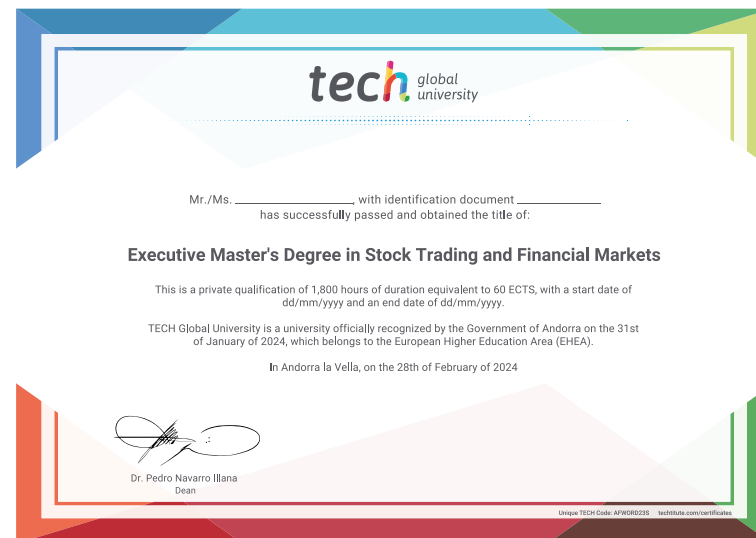 tech global university
Mr./Ms. ____________________, with identification document ______________
has successfully passed and obtained the title of:
Executive Master's Degree in Stock Trading and Financial Markets
This is a private qualification of 1,800 hours of duration equivalent to 60 ECTS, with a start date of
dd/mm/yyyy and an end date of dd/mm/yyyy.
TECH Global University is a university officially recognized by the Government of Andorra on the 31st
of January of 2024, which belongs to the European Higher Education Area (EHEA).
In Andorra la Vella, on the 28th of February of 2024
Dr. Pedro Navarro Illana
Dean
Unique TECH Code: AFWORD23S techtitute.com/certificates